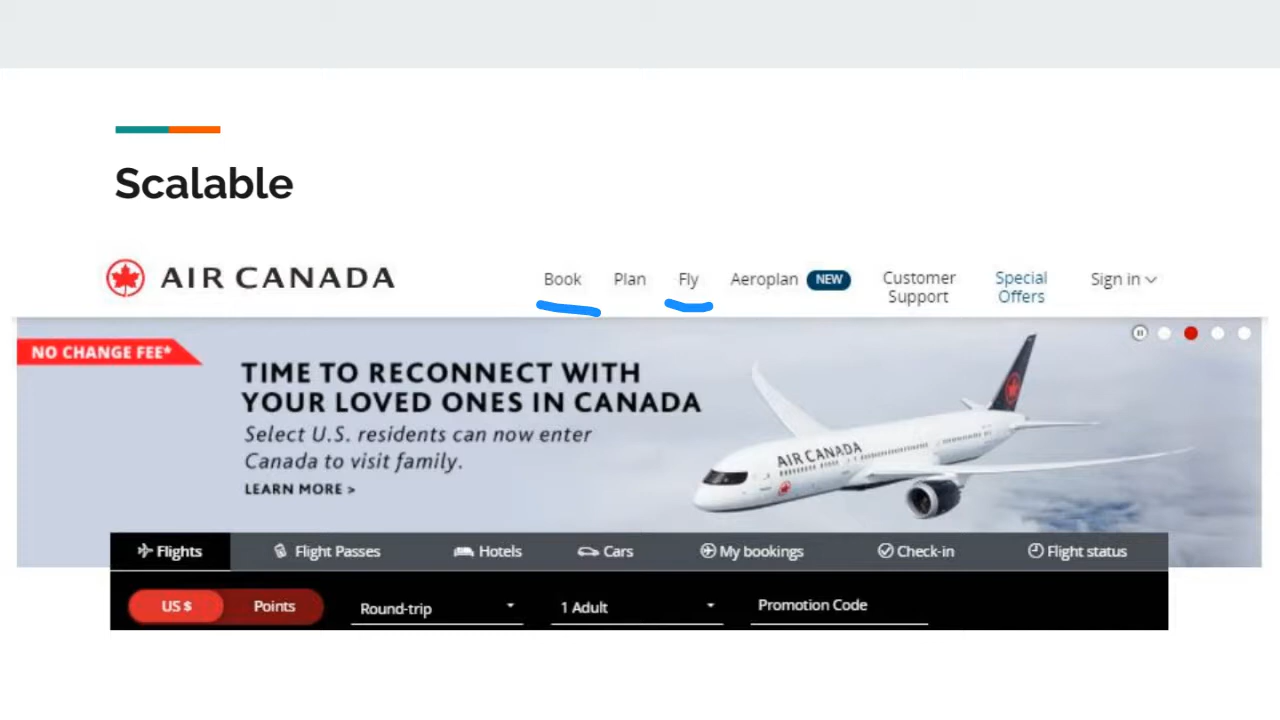 Scalable
AIR CANADA
Book Plan Fly Aeroplan NEW Customer Support Special Offers Sign in
NO CHANGE FEE*
TIME TO RECONNECT WITH
YOUR LOVED ONES IN CANADA
Select U.S. residents can now enter
Canada to visit family.
LEARN MORE >
AIR CANADA
Flights Flight Passes Hotels Cars My bookings Check-in Flight status
US $ Points Round-trip 1 Adult Promotion Code